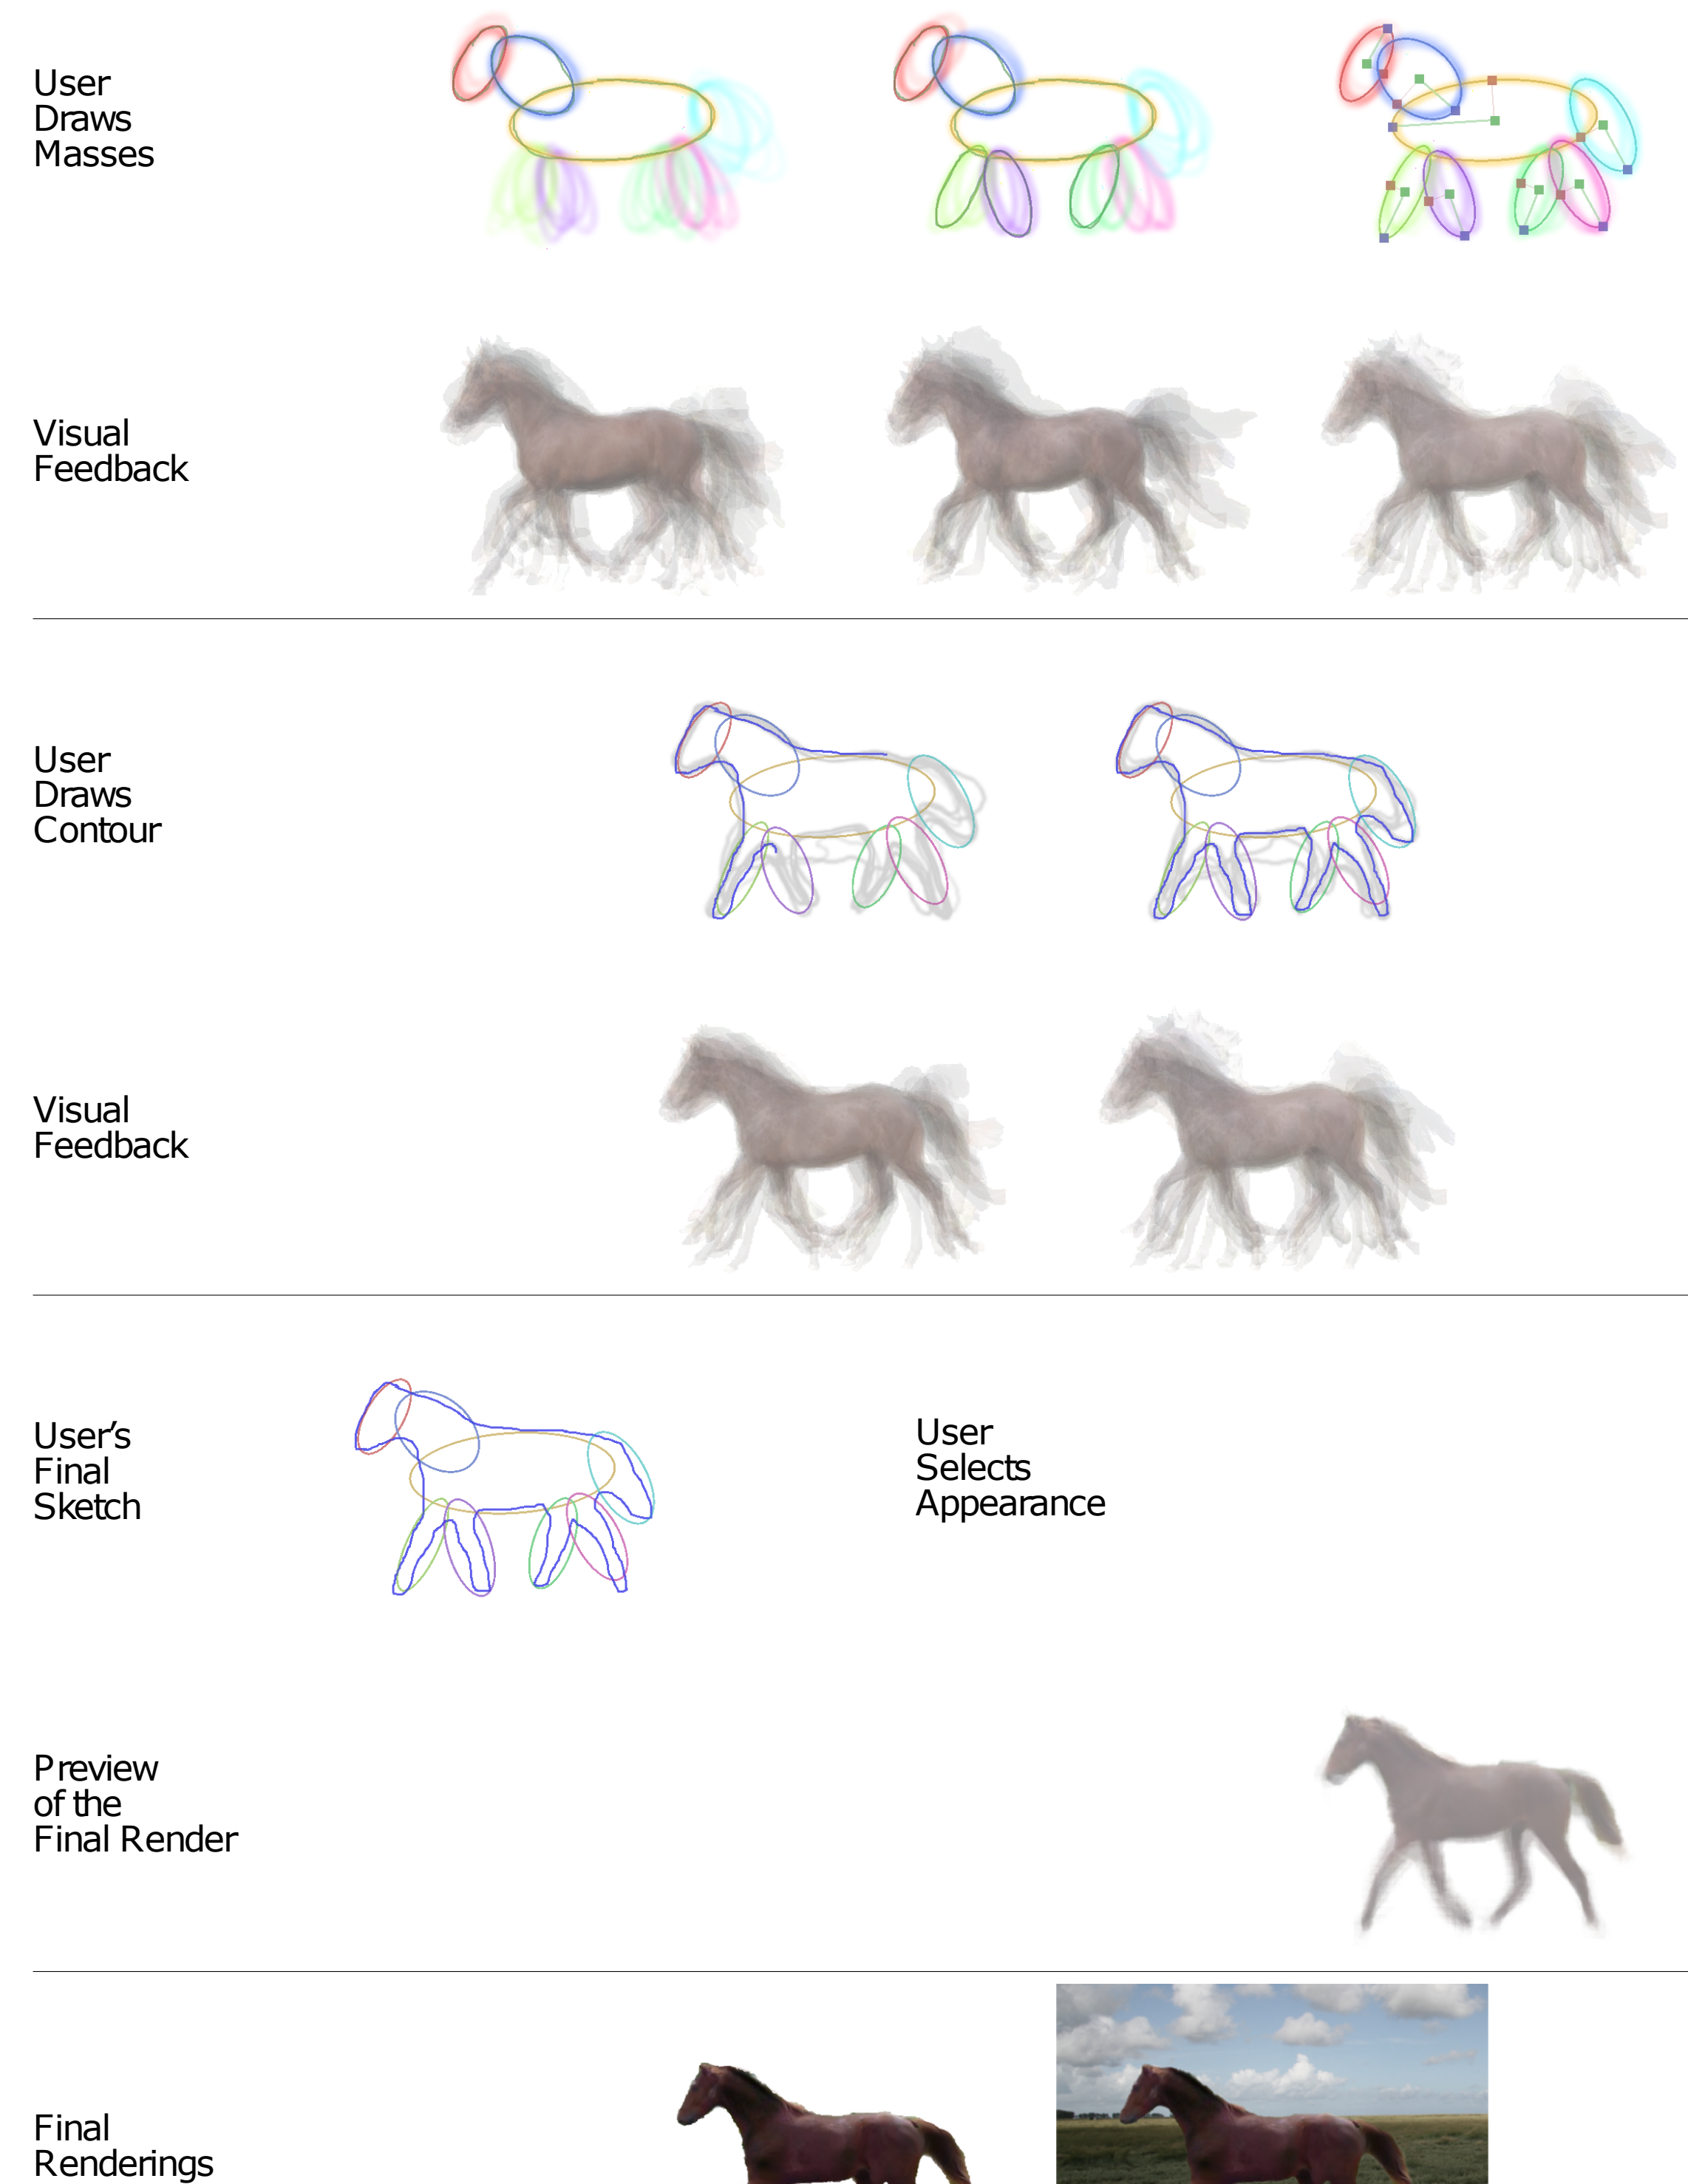 User
Draws
Masses
Visual
Feedback
User
Draws
Contour
Visual
Feedback
User's
Final
Sketch
User
Selects
Appearance
Preview
of the
Final Render
Final
Renderings